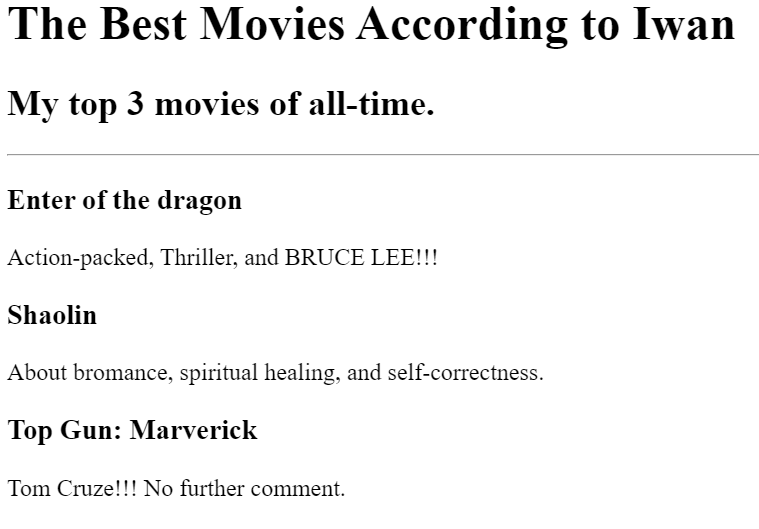 The Best Movies According to Iwan
My top 3 movies of all-time.
Enter of the dragon
Action-packed, Thriller, and BRUCE LEE!!!
Shaolin
About bromance, spiritual healing, and self-correctness.
Top Gun: Marverick
Tom Cruze!!! No further comment.